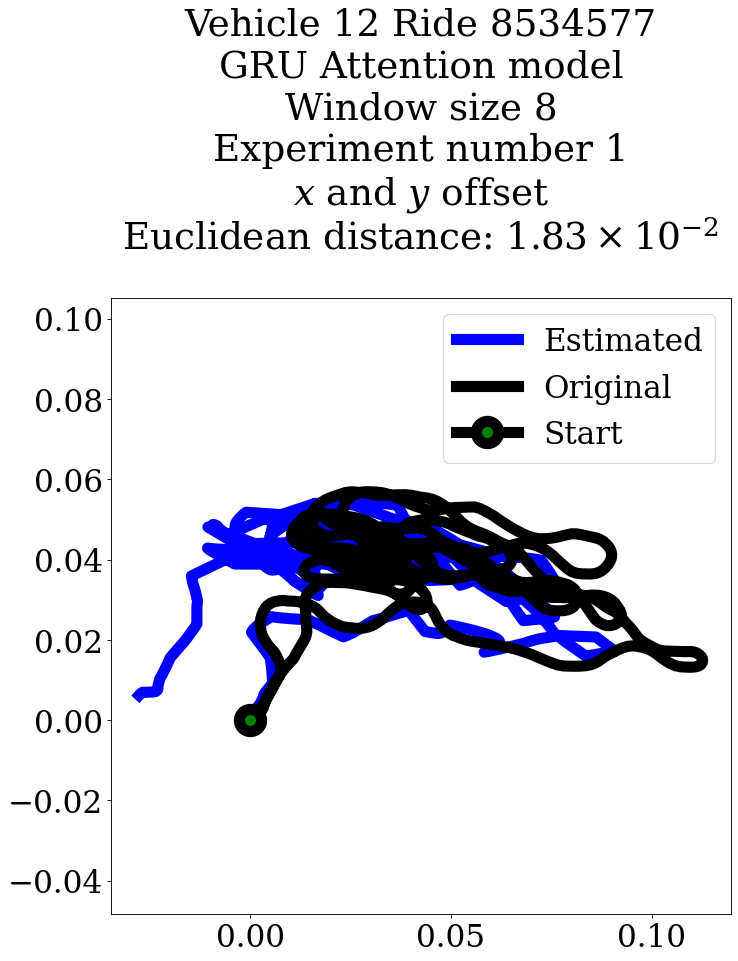 Vehicle 12 Ride 8534577
GRU Attention model
Window size 8
Experiment number 1
x and y offset
Euclidean distance: 1.83 × 10⁻²
Estimated
Original
Start
0.10
0.08
0.06
0.04
0.02
0.00
−0.02
−0.04
0.00 0.05 0.10